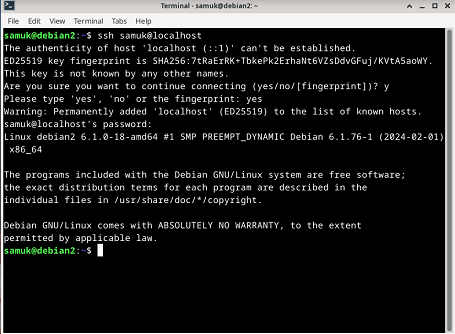 Terminal - samuk@debian2: ~
File Edit View Terminal Tabs Help
samuk@debian2:~$ ssh samuk@localhost
The authenticity of host 'localhost (::1)' can't be established.
ED25519 key fingerprint is SHA256:7tRaErRK+TbkePk2ErhaNt6VZsDdvGFuj/KVtA5aoWY.
This key is not known by any other names.
Are you sure you want to continue connecting (yes/no/[fingerprint])? y
Please type 'yes', 'no' or the fingerprint: yes
Warning: Permanently added 'localhost' (ED25519) to the list of known hosts.
samuk@localhost's password:
Linux debian2 6.1.0-18-amd64 #1 SMP PREEMPT_DYNAMIC Debian 6.1.76-1 (2024-02-01)
x86_64
The programs included with the Debian GNU/Linux system are free software;
the exact distribution terms for each program are described in the
individual files in /usr/share/doc/*/copyright.
Debian GNU/Linux comes with ABSOLUTELY NO WARRANTY, to the extent
permitted by applicable law.
samuk@debian2:~$